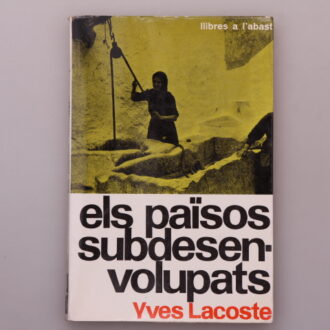 llibres a l'abast
els països
subdesen-
volupats
Yves Lacoste